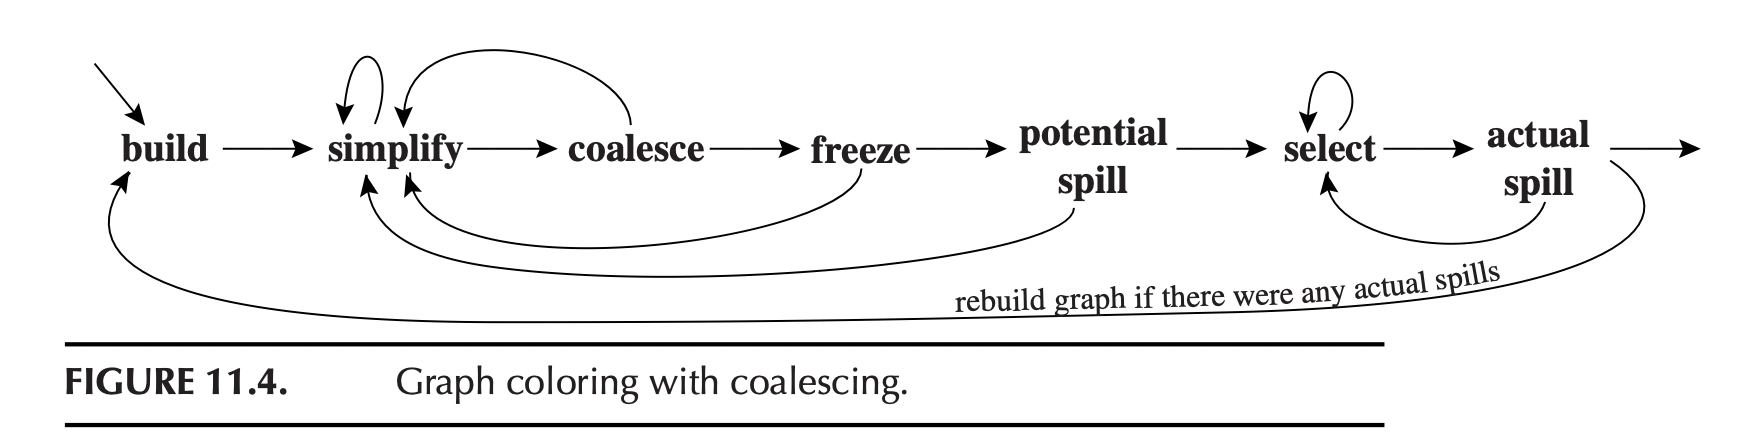 build simplify coalesce freeze potential spill select actual spill
rebuild graph if there were any actual spills
FIGURE 11.4. Graph coloring with coalescing.